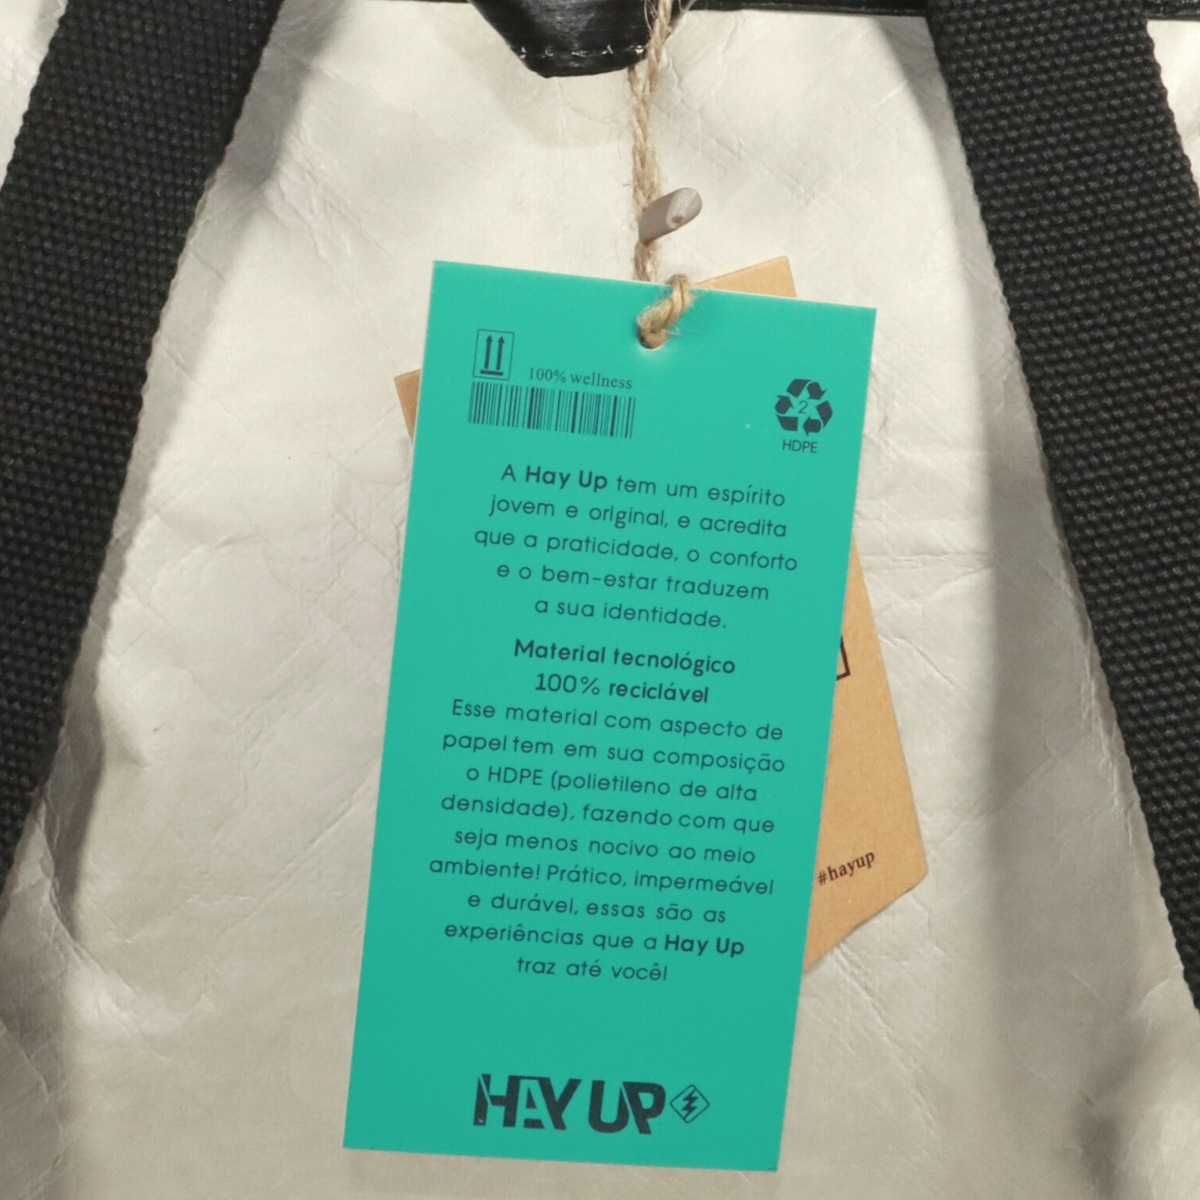 100% wellness
2
HDPE
A Hay Up tem um espírito
jovem e original, e acredita
que a praticidade, o conforto
e o bem-estar traduzem
a sua identidade.
Material tecnológico
100% reciclável
Esse material com aspecto de
papel tem em sua composição
o HDPE (polietileno de alta
densidade), fazendo com que
seja menos nocivo ao meio
ambiente! Prático, impermeável
e durável, essas são as
experiências que a Hay Up
traz até você!
#hayup
HAY UP